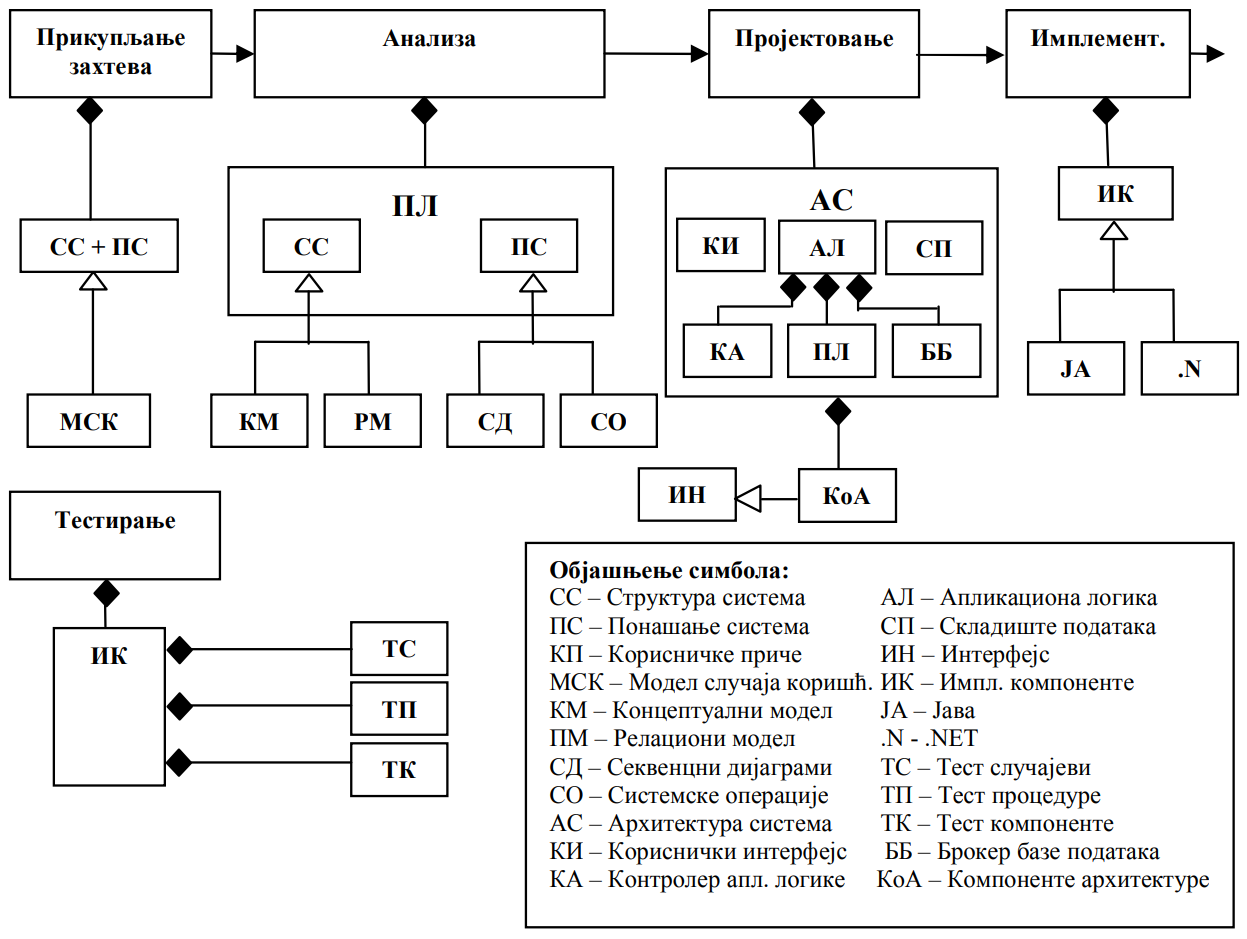 Прикупљање
захтева
Анализа
Пројектовање
Имплемент.
ПЛ
АС
ИК
СС + ПС
СС
ПС
КИ
АЛ
СП
КА
ПЛ
ББ
ЈА
.N
МСК
КМ
РМ
СД
СО
ИН
КоА
Тестирање
ИК
ТС
ТП
ТК
Објашњење симбола:
СС – Структура система
АЛ – Апликациона логика
ПС – Понашање система
СП – Складиште података
КП – Корисничке приче
ИН – Интерфејс
МСК – Модел случаја коришћ.
ИК – Импл. компоненте
КМ – Концептуални модел
ЈА – Јава
ПМ – Релациони модел
.N - .NET
СД – Секвенцни дијаграми
ТС – Тест случајеви
СО – Системске операције
ТП – Тест процедуре
АС – Архитектура система
ТК – Тест компоненте
КИ – Кориснички интерфејс
ББ – Брокер базе података
КА – Контролер апл. логике
КоА – Компоненте архитектуре